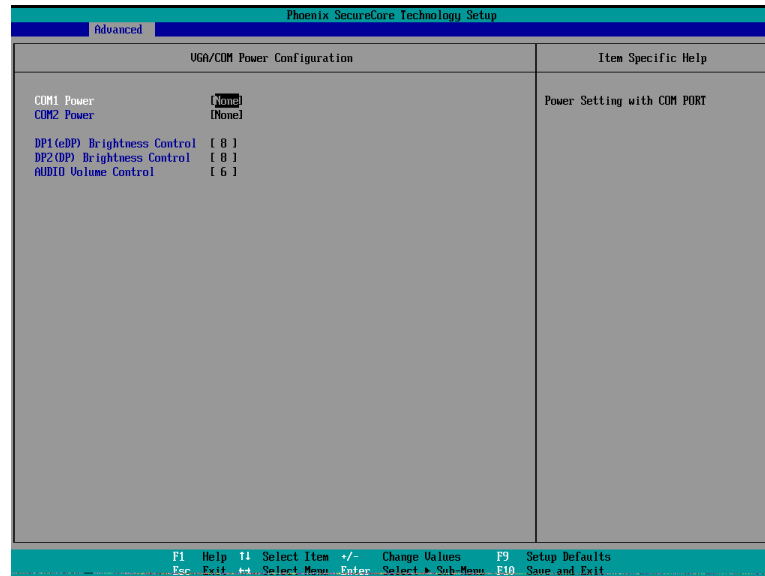 Phoenix SecureCore Technology Setup
Advanced
VGA/COM Power Configuration
Item Specific Help
COM1 Power [None]
Power Setting with COM PORT
COM2 Power [None]
DP1(eDP) Brightness Control [ 8 ]
DP2(DP) Brightness Control [ 8 ]
AUDIO Volume Control [ 6 ]
F1 Help ↑↓ Select Item +/- Change Values F9 Setup Defaults
Esc Exit ↔ Select Menu Enter Select ► Sub-Menu F10 Save and Exit